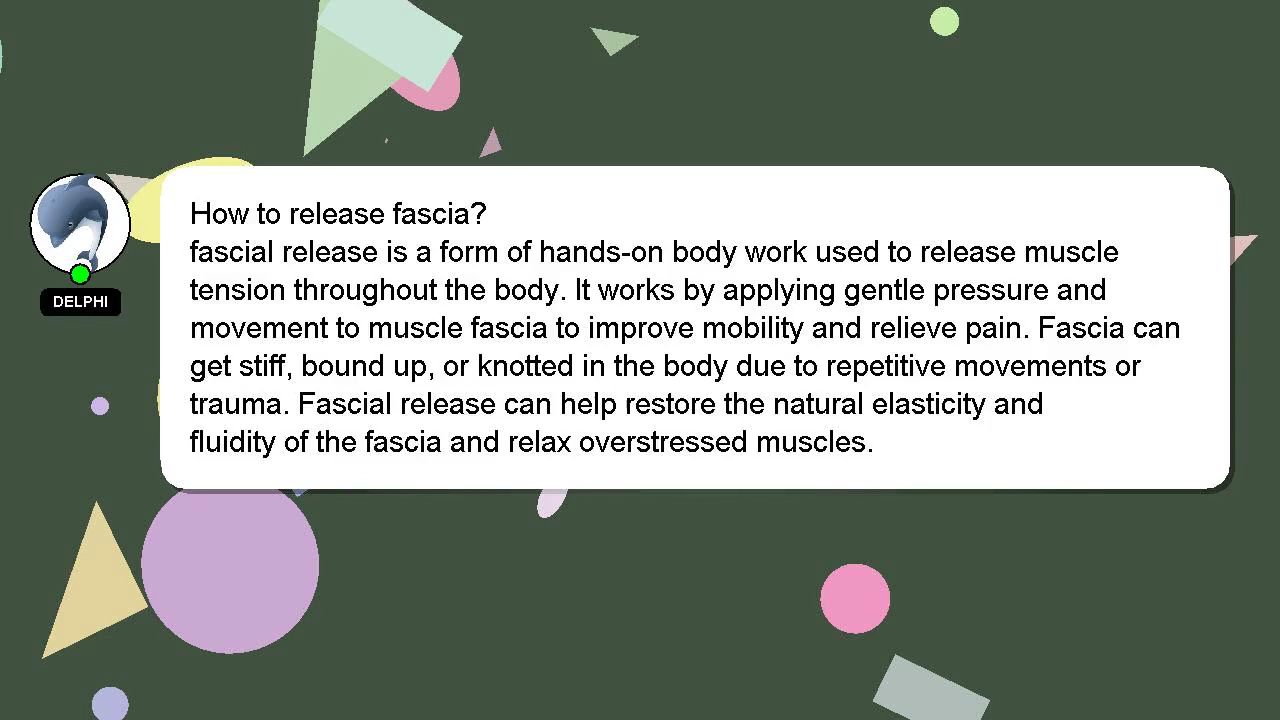 How to release fascia?
fascial release is a form of hands-on body work used to release muscle
tension throughout the body. It works by applying gentle pressure and
movement to muscle fascia to improve mobility and relieve pain. Fascia can
get stiff, bound up, or knotted in the body due to repetitive movements or
trauma. Fascial release can help restore the natural elasticity and
fluidity of the fascia and relax overstressed muscles.
DELPHI